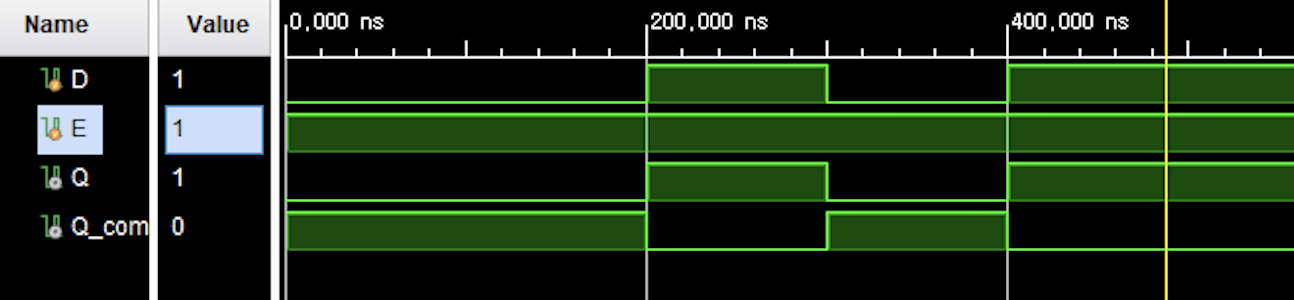 Name Value 0,000 ns 200,000 ns 400,000 ns
D 1
E 1
Q 1
Q_com 0